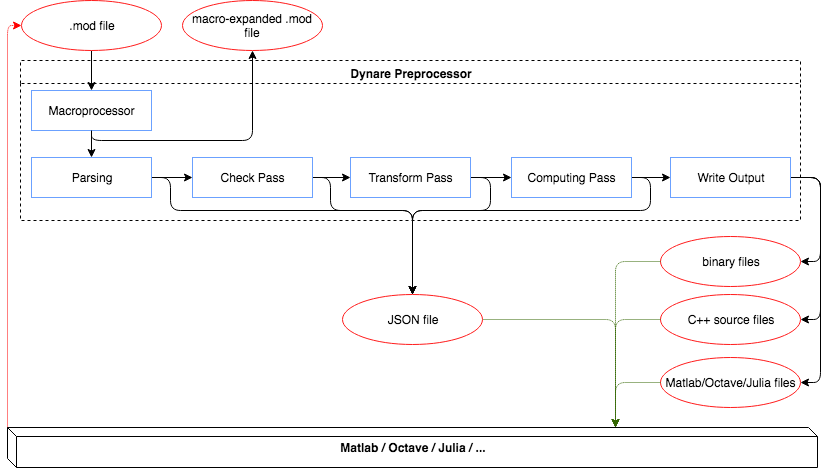 .mod file
macro-expanded .mod
file
Dynare Preprocessor
Macroprocessor
Parsing
Check Pass
Transform Pass
Computing Pass
Write Output
binary files
JSON file
C++ source files
Matlab/Octave/Julia files
Matlab / Octave / Julia / ...